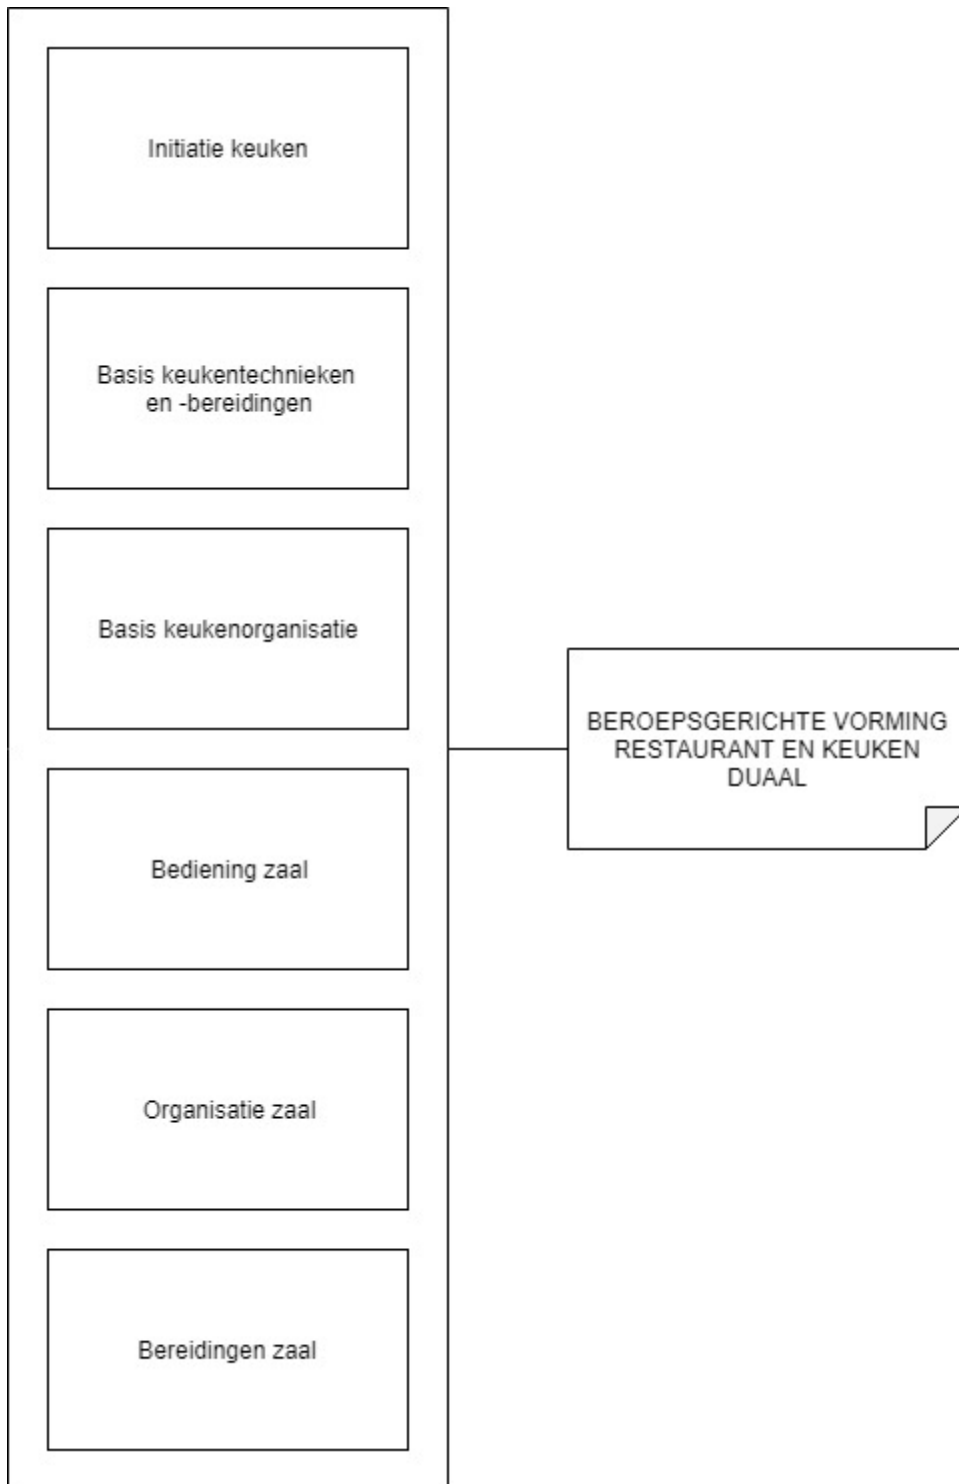 Initiatie keuken
Basis keukentechnieken
en -bereidingen
Basis keukenorganisatie
BEROEPSGERICHTE VORMING
RESTAURANT EN KEUKEN
DUAAL
Bediening zaal
Organisatie zaal
Bereidingen zaal